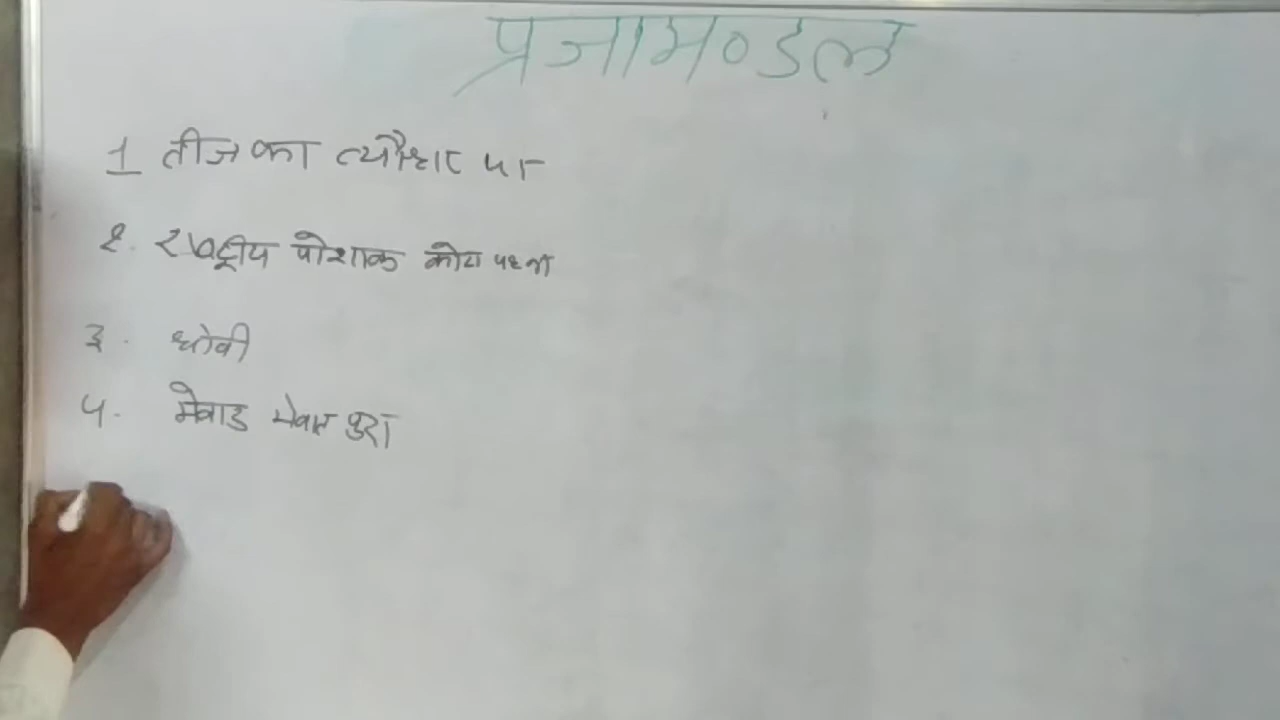 प्रजामण्डल
1 तीज का त्यौहार पर
2. राष्ट्रीय पोशाक कोटा पहना
3. धोबी
4. मेवाड